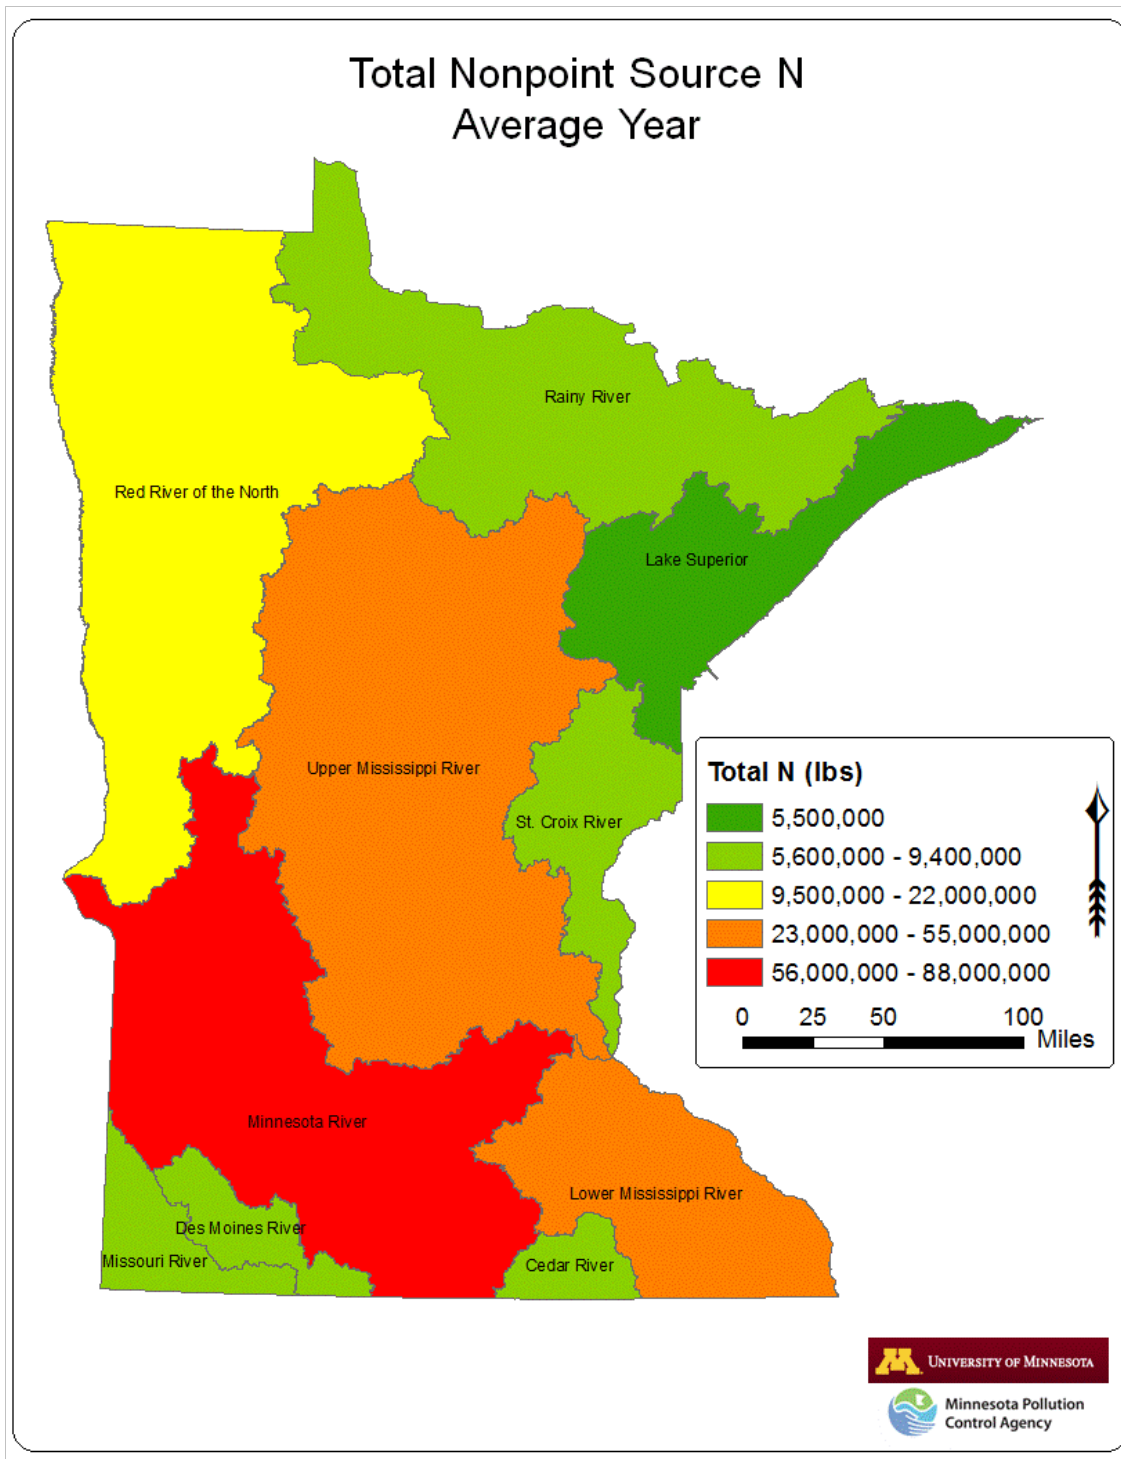 Total Nonpoint Source N
Average Year
Rainy River
Red River of the North
Lake Superior
Upper Mississippi River
St. Croix River
Minnesota River
Lower Mississippi River
Des Moines River
Missouri River
Cedar River
Total N (lbs)
5,500,000
5,600,000 - 9,400,000
9,500,000 - 22,000,000
23,000,000 - 55,000,000
56,000,000 - 88,000,000
0 25 50 100
Miles
M
UNIVERSITY OF MINNESOTA
Minnesota Pollution
Control Agency